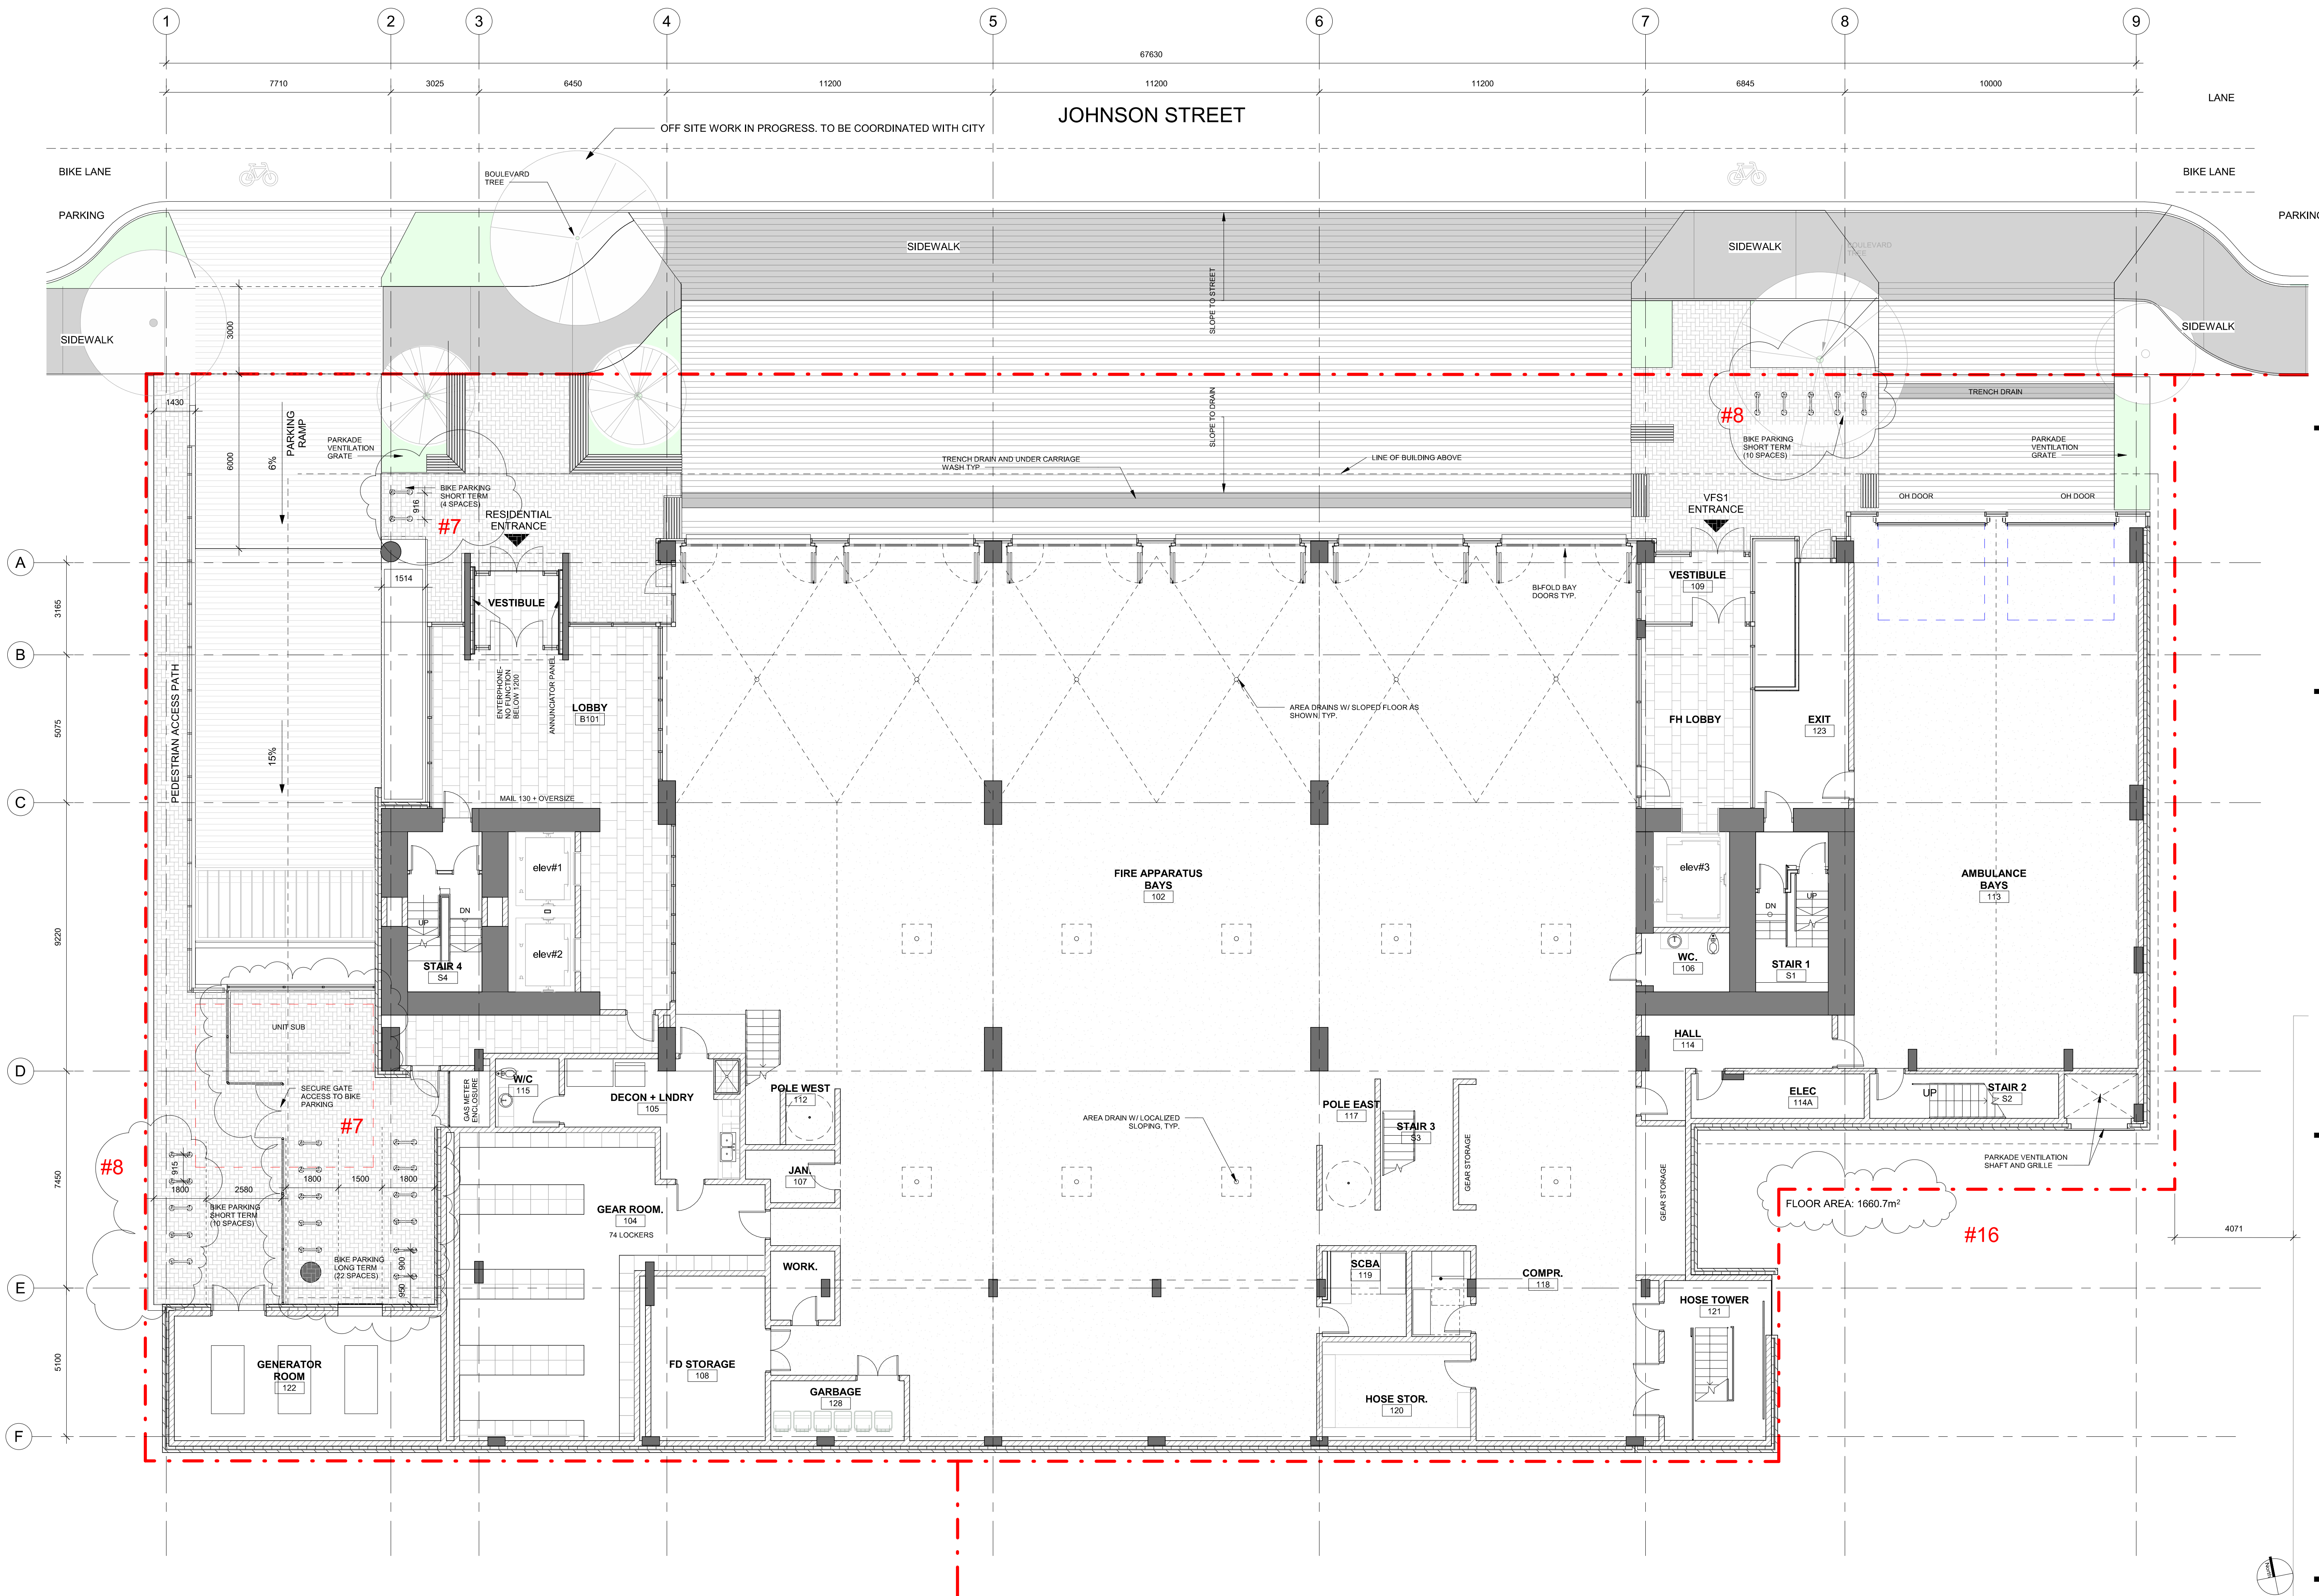 1 2 3 4 5 6 7 8 9
67630
7710 3025 6450 11200 11200 11200 6845 10000
JOHNSON STREET
LANE
OFF SITE WORK IN PROGRESS. TO BE COORDINATED WITH CITY
BIKE LANE
BOULEVARD
TREE
BIKE LANE
PARKING
SIDEWALK
SIDEWALK
BOULEVARD
TREE
SLOPE TO STREET
SIDEWALK
3000
SIDEWALK
1430
6000
PARKING
RAMP
6%
PARKADE
VENTILATION
GRATE
SLOPE TO DRAIN
TRENCH DRAIN AND UNDER CARRIAGE
WASH TYP
LINE OF BUILDING ABOVE
#8
BIKE PARKING
SHORT TERM
(10 SPACES)
TRENCH DRAIN
PARKADE
VENTILATION
GRATE
BIKE PARKING
SHORT TERM
(4 SPACES)
916
#7
RESIDENTIAL
ENTRANCE
VFS1
ENTRANCE
OH DOOR
OH DOOR
A
1514
3165
VESTIBULE
BI-FOLD BAY
DOORS TYP.
VESTIBULE
109
B
PEDESTRIAN ACCESS PATH
15%
5075
ENTERPHONE-
NO FUNCTION
BELOW 1200
ANNUNCIATOR PANEL
LOBBY
B101
AREA DRAINS W/ SLOPED FLOOR AS
SHOWN, TYP.
FH LOBBY
EXIT
123
C
MAIL 130 + OVERSIZE
9220
elev#1
elev#2
UP
DN
STAIR 4
S4
FIRE APPARATUS
BAYS
102
elev#3
WC.
106
DN
UP
STAIR 1
S1
AMBULANCE
BAYS
113
UNIT SUB
HALL
114
D
SECURE GATE
ACCESS TO BIKE
PARKING
#7
GAS METER
ENCLOSURE
W/C
115
DECON + LNDRY
105
POLE WEST
112
POLE EAST
117
STAIR 3
S3
AREA DRAIN W/ LOCALIZED
SLOPING, TYP.
ELEC
114A
UP
STAIR 2
S2
#8
915
1800 2580 1800 1500 1800
7450
JAN.
107
GEAR STORAGE
GEAR STORAGE
PARKADE VENTILATION
SHAFT AND GRILLE
BIKE PARKING
SHORT TERM
(10 SPACES)
GEAR ROOM.
104
74 LOCKERS
FLOOR AREA: 1660.7m²
#16
4071
BIKE PARKING
LONG TERM
(22 SPACES)
900
950
WORK.
SCBA
119
COMPR.
118
E
HOSE TOWER
121
5100
GENERATOR
ROOM
122
FD STORAGE
108
GARBAGE
128
HOSE STOR.
120
F